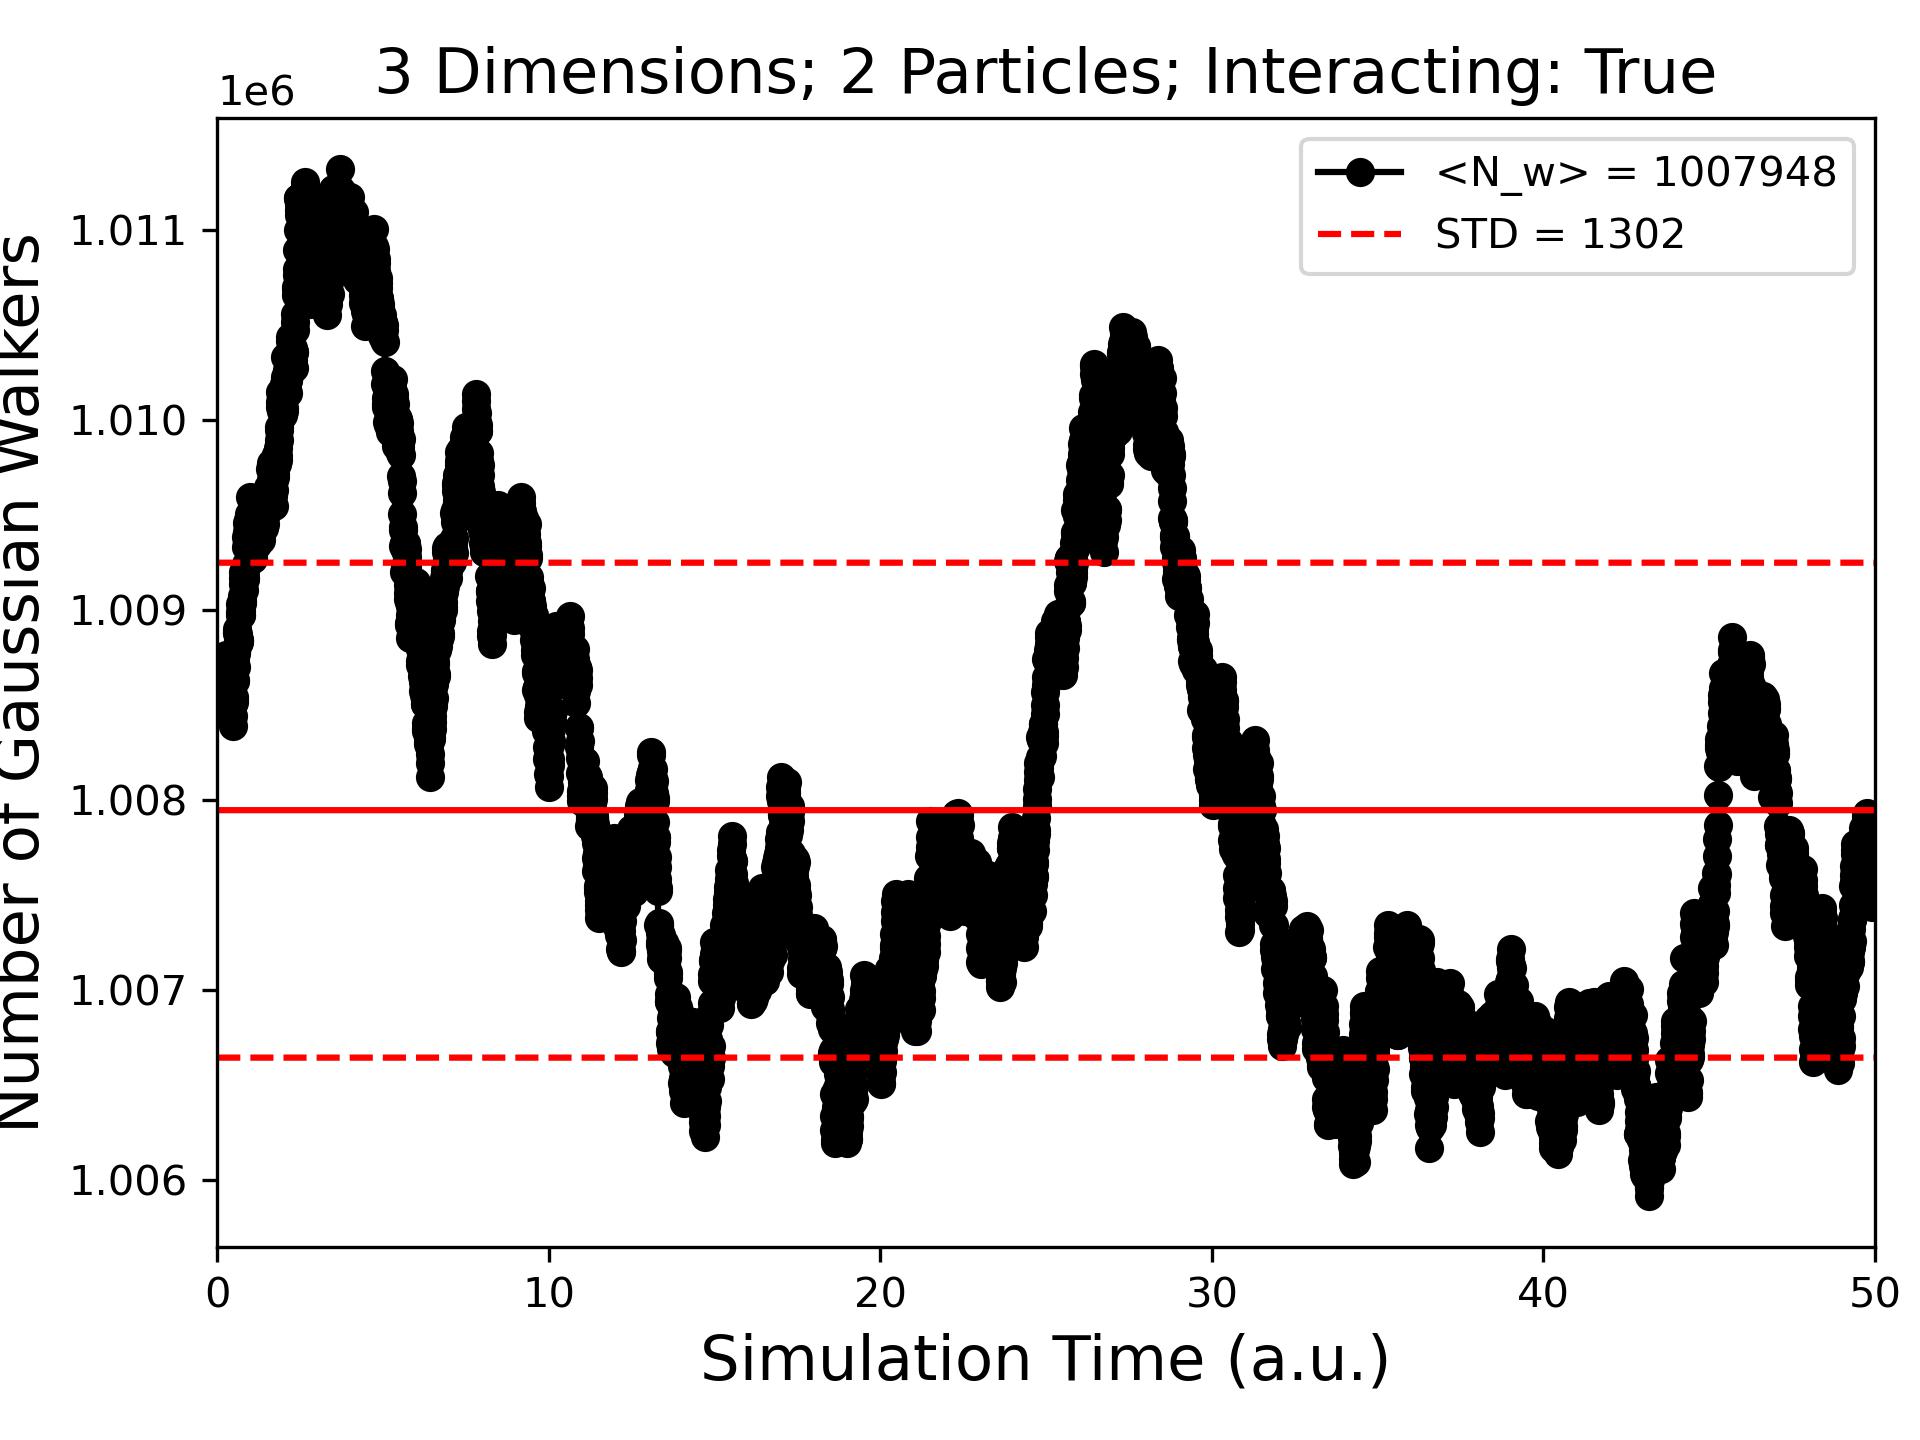 3 Dimensions; 2 Particles; Interacting: True
1e6
<N_w> = 1007948
STD = 1302
Number of Gaussian Walkers
1.011
1.010
1.009
1.008
1.007
1.006
0 10 20 30 40 50
Simulation Time (a.u.)